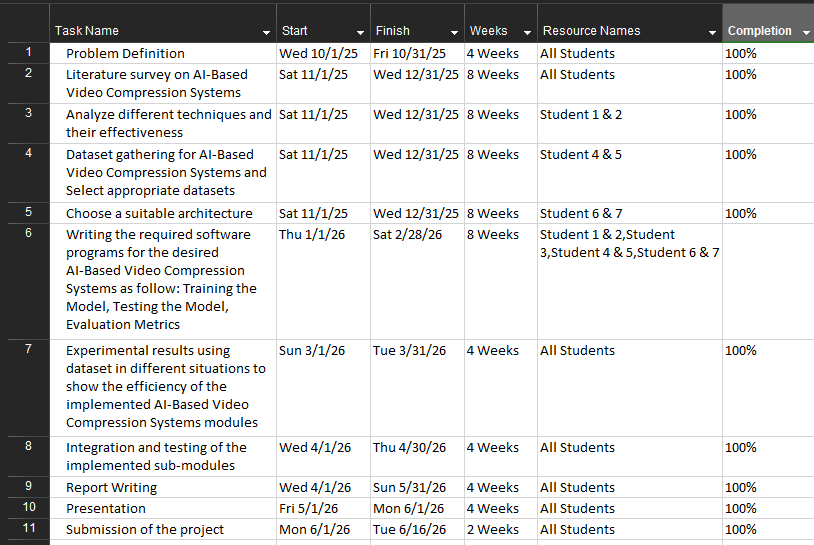 Task Name Start Finish Weeks Resource Names Completion
1 Problem Definition Wed 10/1/25 Fri 10/31/25 4 Weeks All Students 100%
2 Literature survey on AI-Based Sat 11/1/25 Wed 12/31/25 8 Weeks All Students 100%
Video Compression Systems
3 Analyze different techniques and Sat 11/1/25 Wed 12/31/25 8 Weeks Student 1 & 2 100%
their effectiveness
4 Dataset gathering for AI-Based Sat 11/1/25 Wed 12/31/25 8 Weeks Student 4 & 5 100%
Video Compression Systems and
Select appropriate datasets
5 Choose a suitable architecture Sat 11/1/25 Wed 12/31/25 8 Weeks Student 6 & 7 100%
6 Writing the required software Thu 1/1/26 Sat 2/28/26 8 Weeks Student 1 & 2,Student
programs for the desired 3,Student 4 & 5,Student 6 & 7
AI-Based Video Compression
Systems as follow: Training the
Model, Testing the Model,
Evaluation Metrics
7 Experimental results using Sun 3/1/26 Tue 3/31/26 4 Weeks All Students 100%
dataset in different situations to
show the efficiency of the
implemented AI-Based Video
Compression Systems modules
8 Integration and testing of the Wed 4/1/26 Thu 4/30/26 4 Weeks All Students 100%
implemented sub-modules
9 Report Writing Wed 4/1/26 Sun 5/31/26 4 Weeks All Students 100%
10 Presentation Fri 5/1/26 Mon 6/1/26 4 Weeks All Students 100%
11 Submission of the project Mon 6/1/26 Tue 6/16/26 2 Weeks All Students 100%